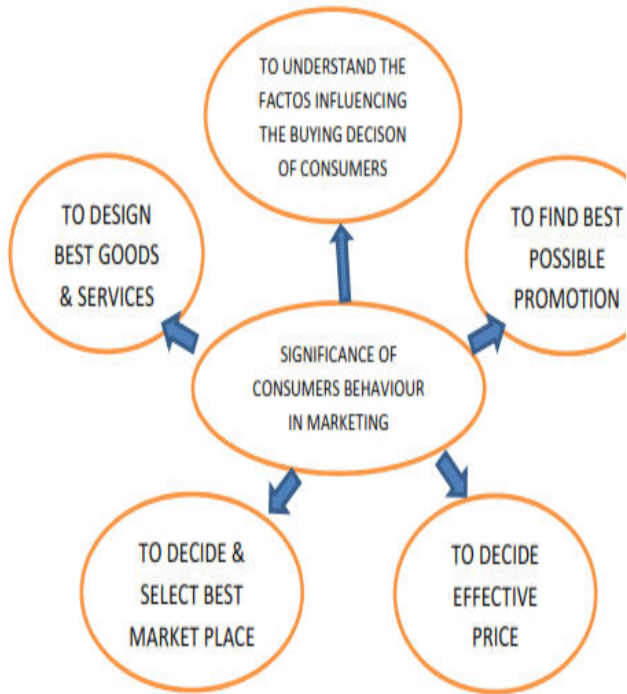 TO UNDERSTAND THE
FACTOS INFLUENCING
THE BUYING DECISON
OF CONSUMERS
TO DESIGN
BEST GOODS
& SERVICES
TO FIND BEST
POSSIBLE
PROMOTION
SIGNIFICANCE OF
CONSUMERS BEHAVIOUR
IN MARKETING
TO DECIDE &
SELECT BEST
MARKET PLACE
TO DECIDE
EFFECTIVE
PRICE